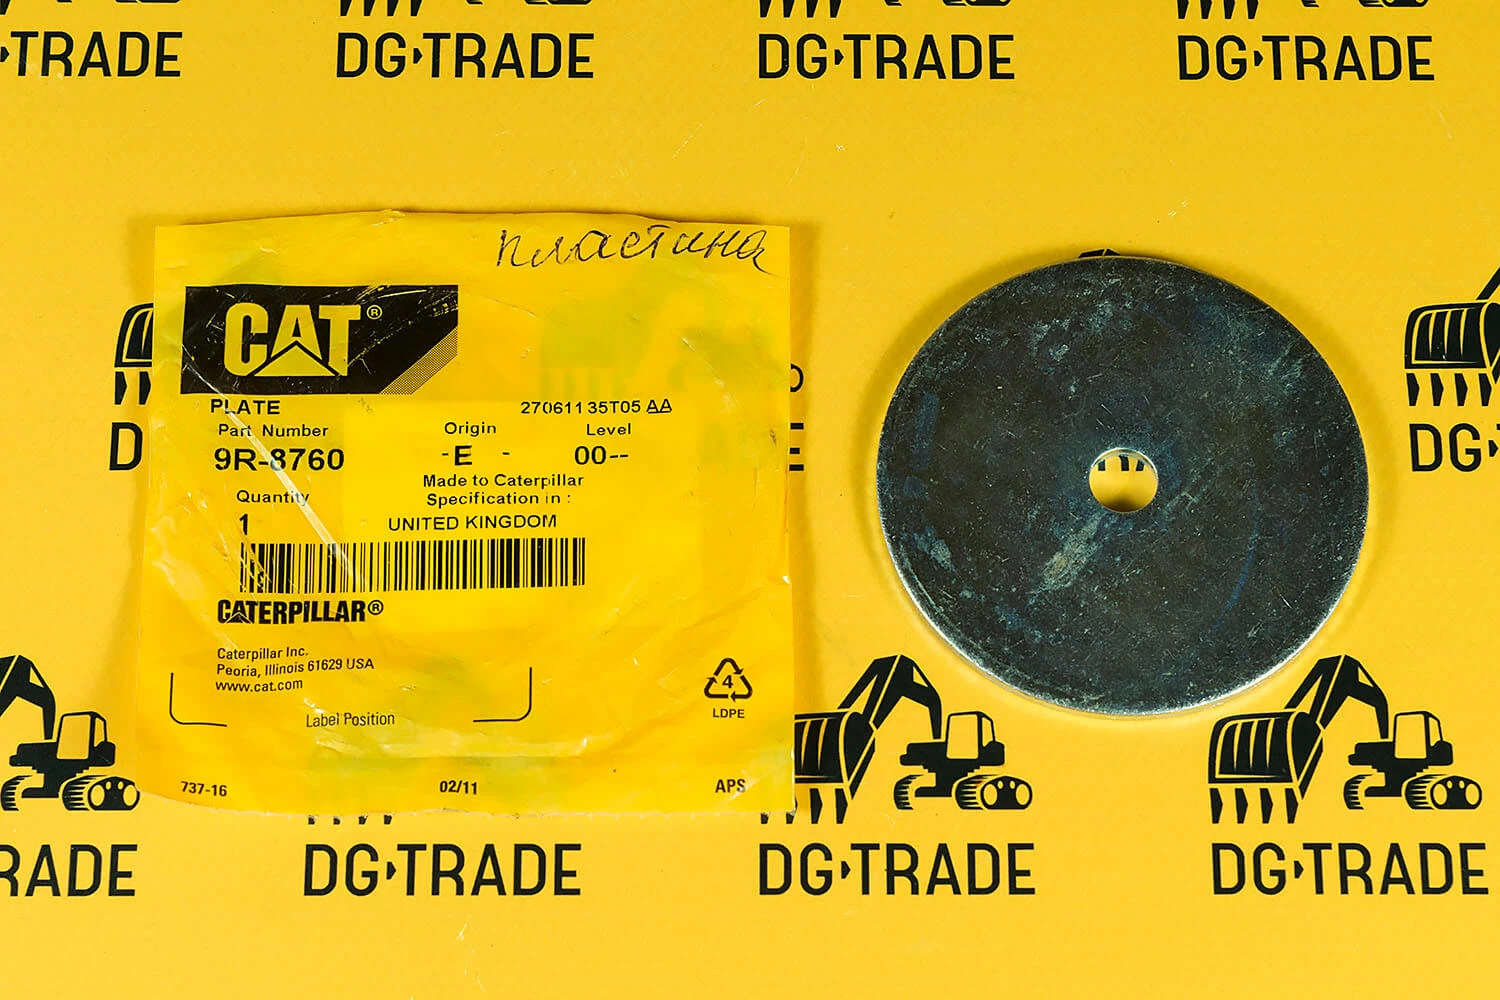 TRADE
DG TRADE
DG TRADE
DG TRADE
пластина
CAT®
PLATE
27061135T05 AA
Part Number
Origin
Level
9R-8760
-E -
00--
Quantity
Made to Caterpillar
Specification in :
1
UNITED KINGDOM
CATERPILLAR®
Caterpillar Inc.
Peoria, Illinois 61629 USA
www.cat.com
Label Position
4
LDPE
737-16
02/11
APS
D
DG
RADE
DG TRADE
DG TRADE
DG TRADE